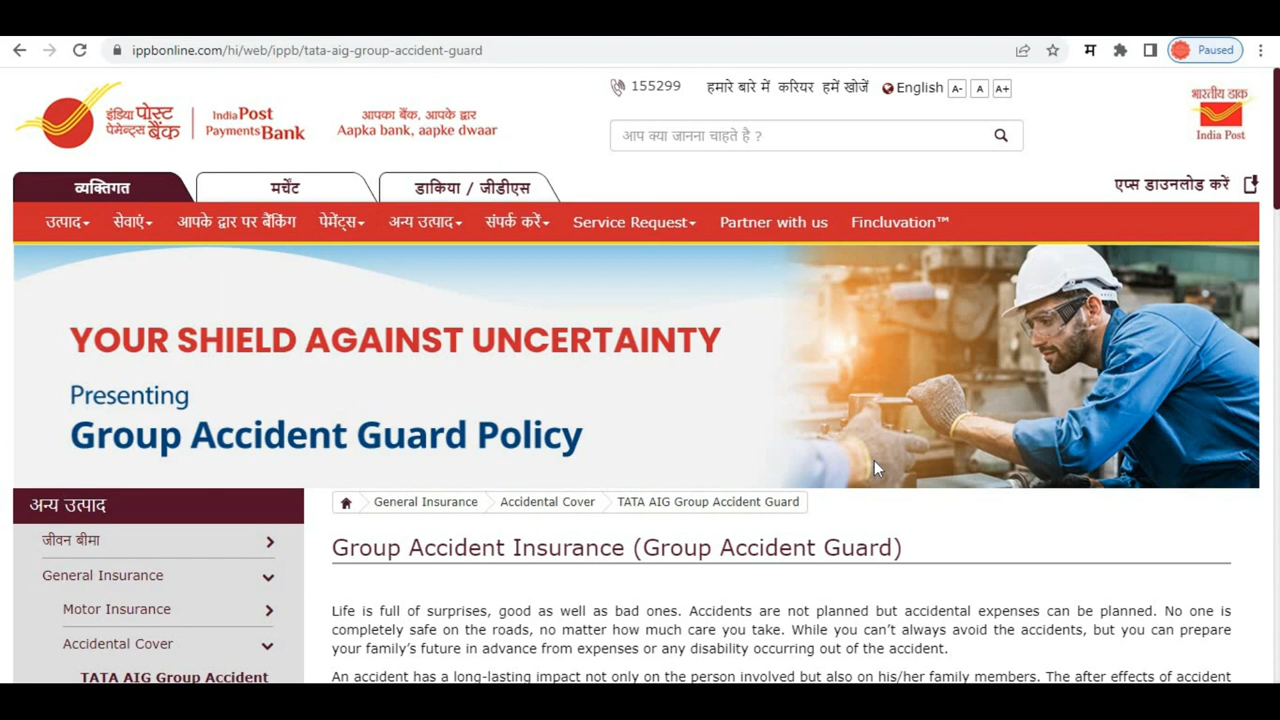 ippbonline.com/hi/web/ippb/tata-aig-group-accident-guard
म
Paused
इंडिया पोस्ट
पेमेन्ट्स बैंक
IndiaPost
PaymentsBank
आपका बैंक, आपके द्वार
Aapka bank, aapke dwaar
155299 हमारे बारे में करियर हमें खोजें English A- A A+
आप क्या जानना चाहते है ?
भारतीय डाक
India Post
व्यक्तिगत मर्चेंट डाकिया / जीडीएस एप्स डाउनलोड करें
उत्पाद सेवाएं आपके द्वार पर बैंकिंग पेमेंट्स अन्य उत्पाद संपर्क करें Service Request Partner with us Fincluvation™
YOUR SHIELD AGAINST UNCERTAINTY
Presenting
Group Accident Guard Policy
अन्य उत्पाद
जीवन बीमा
General Insurance
Motor Insurance
Accidental Cover
TATA AIG Group Accident
General Insurance Accidental Cover TATA AIG Group Accident Guard
Group Accident Insurance (Group Accident Guard)
Life is full of surprises, good as well as bad ones. Accidents are not planned but accidental expenses can be planned. No one is
completely safe on the roads, no matter how much care you take. While you can't always avoid the accidents, but you can prepare
your family's future in advance from expenses or any disability occurring out of the accident.
An accident has a long-lasting impact not only on the person involved but also on his/her family members. The after effects of accident